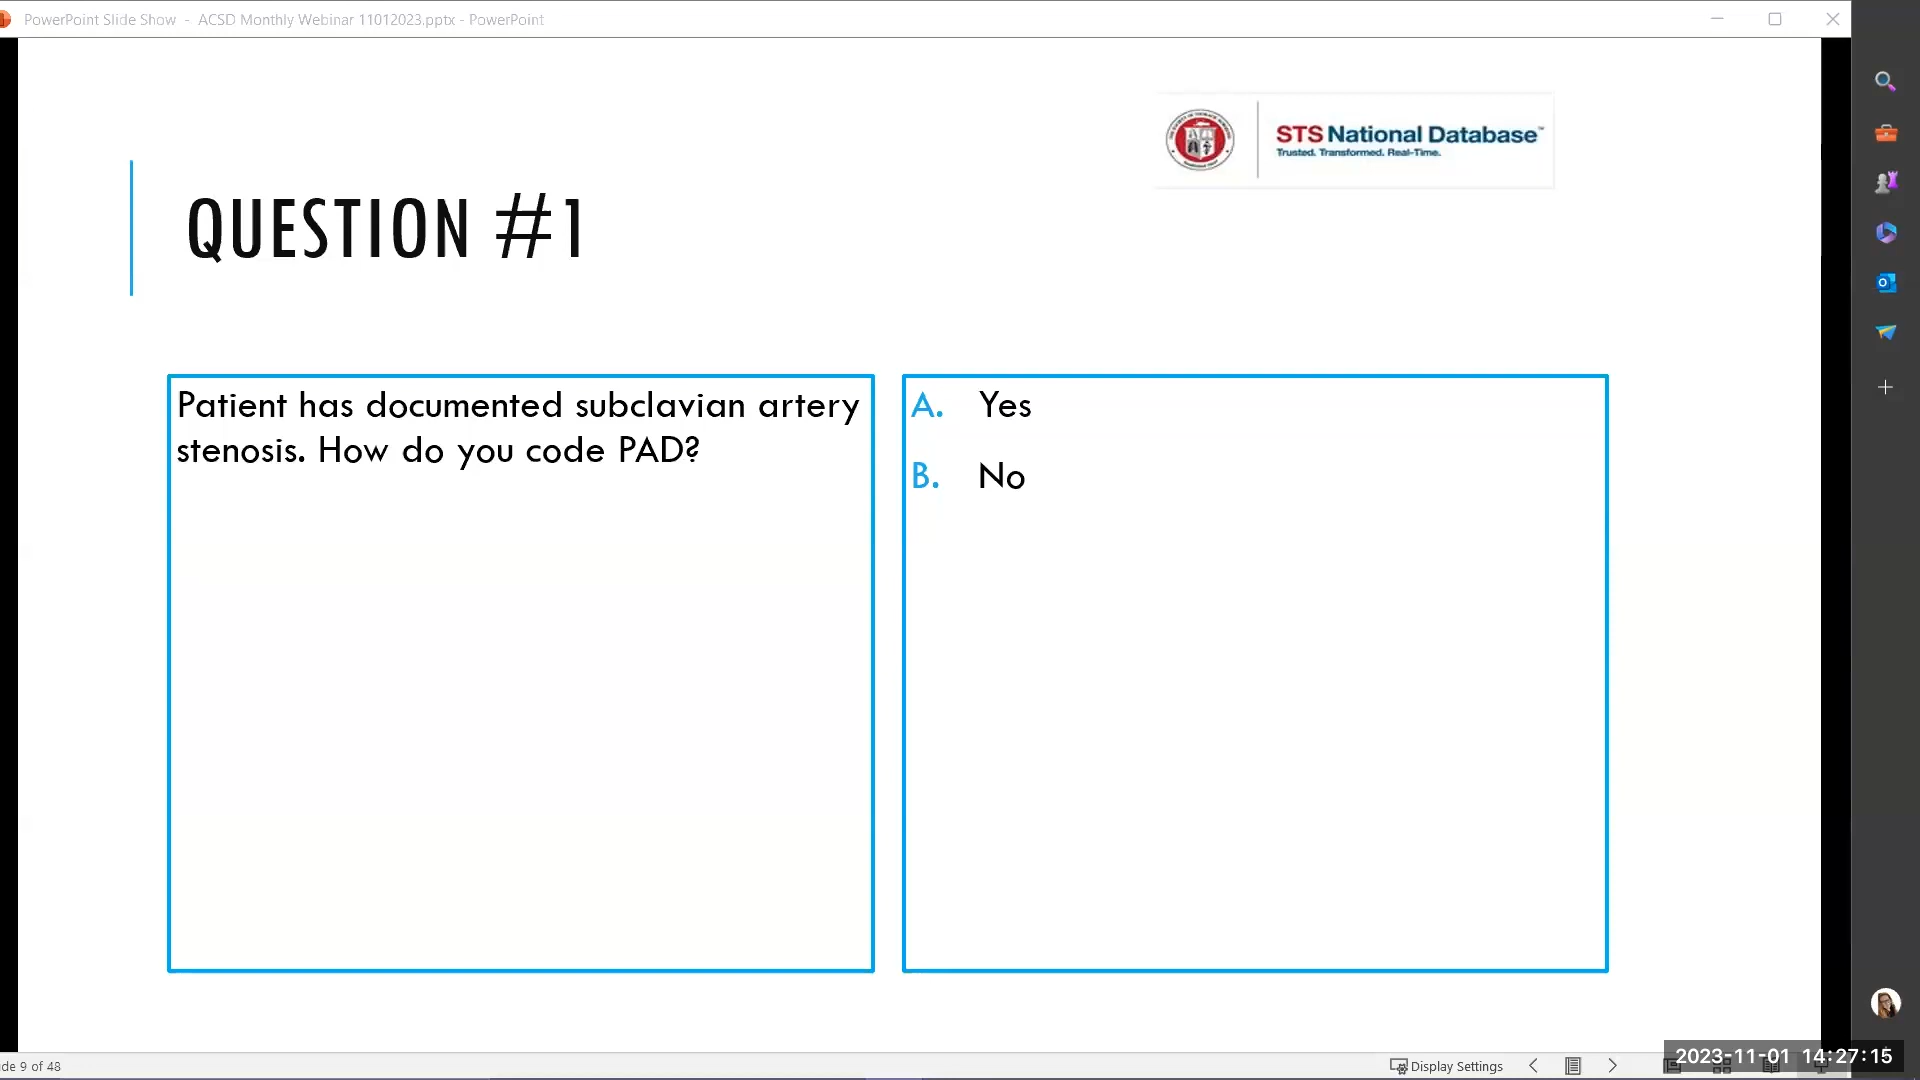 PowerPoint Slide Show - ACSD Monthly Webinar 11012023.pptx - PowerPoint
STS National Database™
Trusted. Transformed. Real-Time.
QUESTION #1
Patient has documented subclavian artery
stenosis. How do you code PAD?
A. Yes
B. No
de 9 of 48
Display Settings
2023-11-01 14:27:15